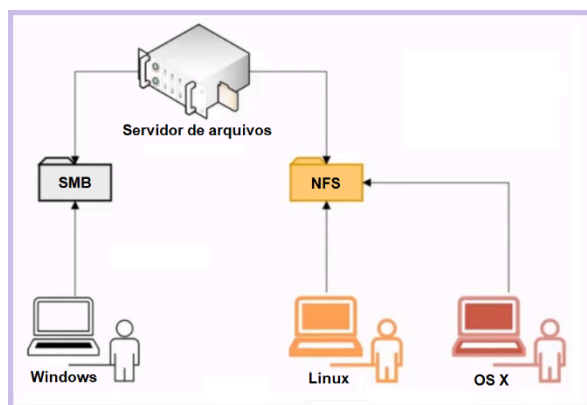 Servidor de arquivos
SMB
NFS
Windows
Linux
OS X